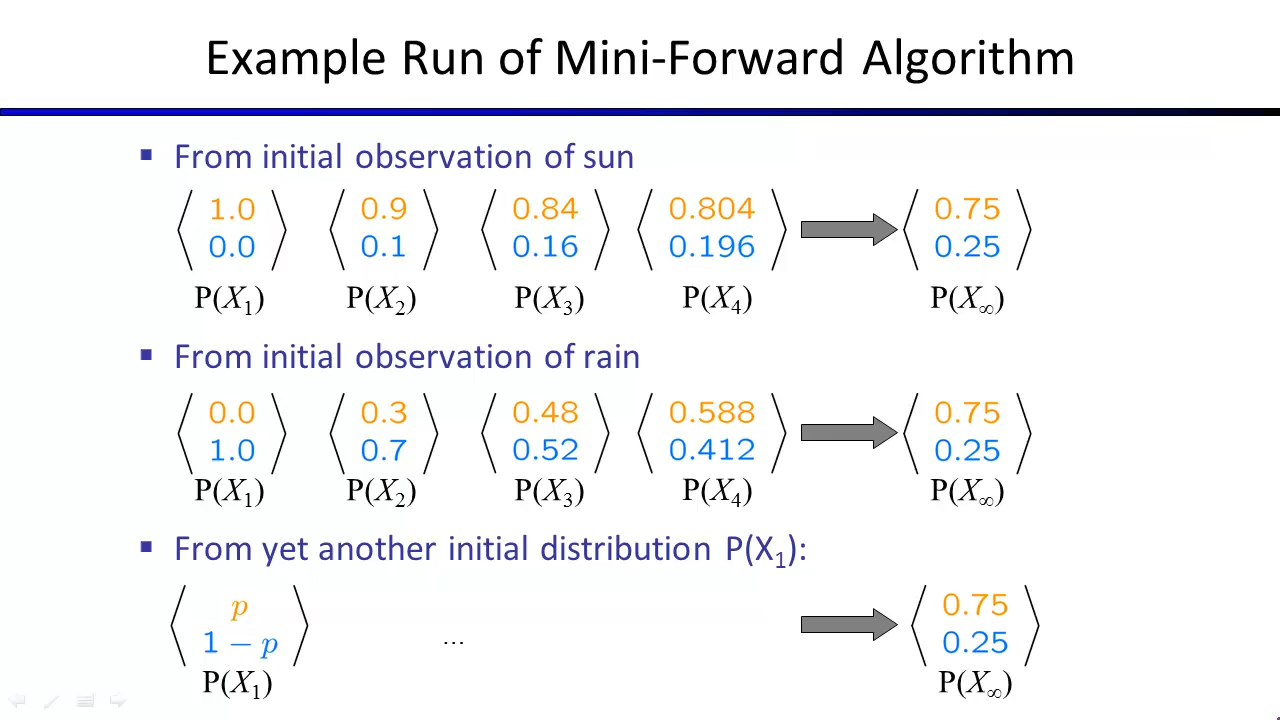 Example Run of Mini-Forward Algorithm
▪ From initial observation of sun
⟨ 1.0 ⟩ ⟨ 0.9 ⟩ ⟨ 0.84 ⟩ ⟨ 0.804 ⟩ ⟨ 0.75 ⟩
0.0 0.1 0.16 0.196 0.25
P(X₁) P(X₂) P(X₃) P(X₄) P(X∞)
▪ From initial observation of rain
⟨ 0.0 ⟩ ⟨ 0.3 ⟩ ⟨ 0.48 ⟩ ⟨ 0.588 ⟩ ⟨ 0.75 ⟩
1.0 0.7 0.52 0.412 0.25
P(X₁) P(X₂) P(X₃) P(X₄) P(X∞)
▪ From yet another initial distribution P(X₁):
⟨ p ⟩ ⟨ 0.75 ⟩
1 − p ... 0.25
P(X₁) P(X∞)